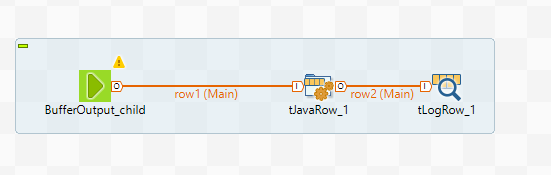 O
I
O
I
row1 (Main)
row2 (Main)
BufferOutput_child
tJavaRow_1
tLogRow_1